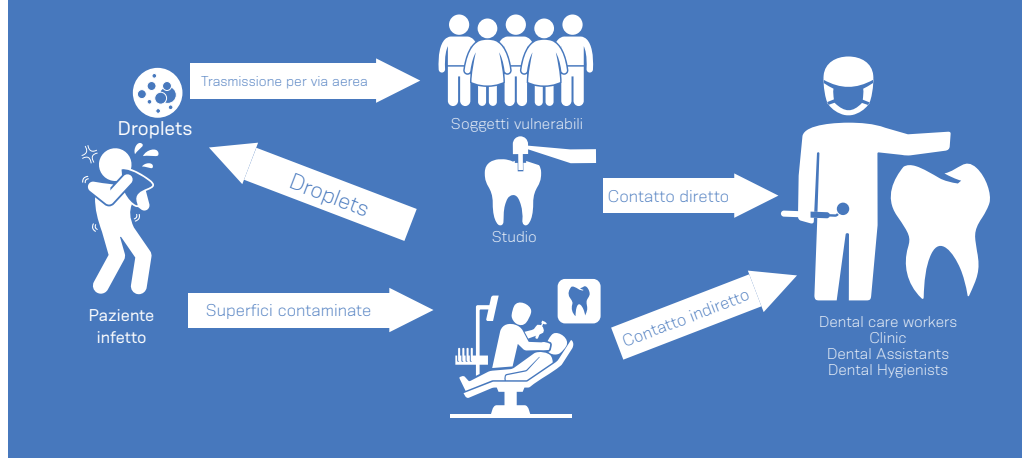 Trasmissione per via aerea
Droplets
Soggetti vulnerabili
Droplets
Contatto diretto
Studio
Paziente
infetto
Superfici contaminate
Contatto indiretto
Dental care workers
Clinic
Dental Assistants
Dental Hygienists